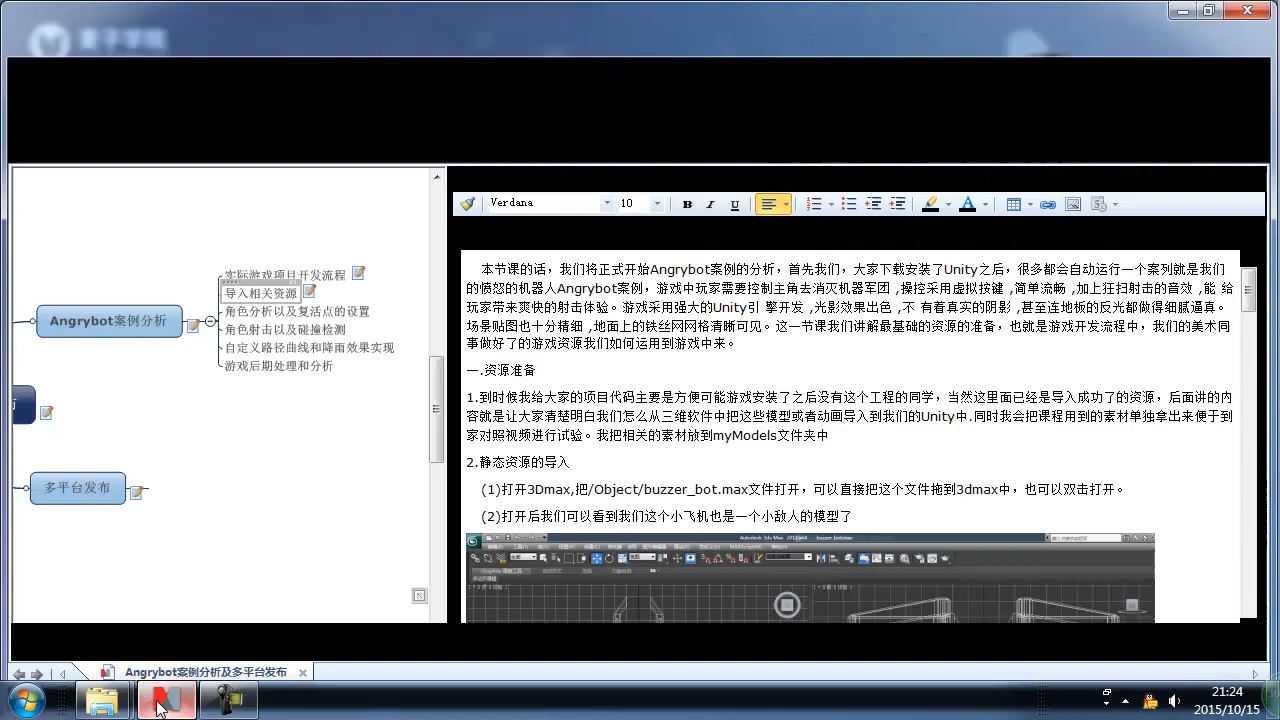 麦子学院
Verdana
10
B I U A
本节课的话，我们将正式开始Angrybot案例的分析，首先我们，大家下载安装了Unity之后，很多都会自动运行一个案列就是我们
的愤怒的机器人Angrybot案例，游戏中玩家需要控制主角去消灭机器军团 ,操控采用虚拟按键 ,简单流畅 ,加上狂扫射击的音效 ,能 给
玩家带来爽快的射击体验。游戏采用强大的Unity引 擎开发 ,光影效果出色 ,不 有着真实的阴影 ,甚至连地板的反光都做得细腻逼真。
场景贴图也十分精细 ,地面上的铁丝网网格清晰可见。这一节课我们讲解最基础的资源的准备，也就是游戏开发流程中，我们的美术同
事做好了的游戏资源我们如何运用到游戏中来。
一.资源准备
1.到时候我给大家的项目代码主要是方便可能游戏安装了之后没有这个工程的同学，当然这里面已经是导入成功了的资源，后面讲的内
容就是让大家清楚明白我们怎么从三维软件中把这些模型或者动画导入到我们的Unity中.同时我会把课程用到的素材单独拿出来便于到
家对照视频进行试验。我把相关的素材放到myModels文件夹中
2.静态资源的导入
(1)打开3Dmax,把/Object/buzzer_bot.max文件打开，可以直接把这个文件拖到3dmax中，也可以双击打开。
(2)打开后我们可以看到我们这个小飞机也是一个小敌人的模型了
实际游戏项目开发流程
导入相关资源
Angrybot案例分析
角色分析以及复活点的设置
角色射击以及碰撞检测
自定义路径曲线和降雨效果实现
游戏后期处理和分析
多平台发布
Angrybot案例分析及多平台发布
21:24
2015/10/15